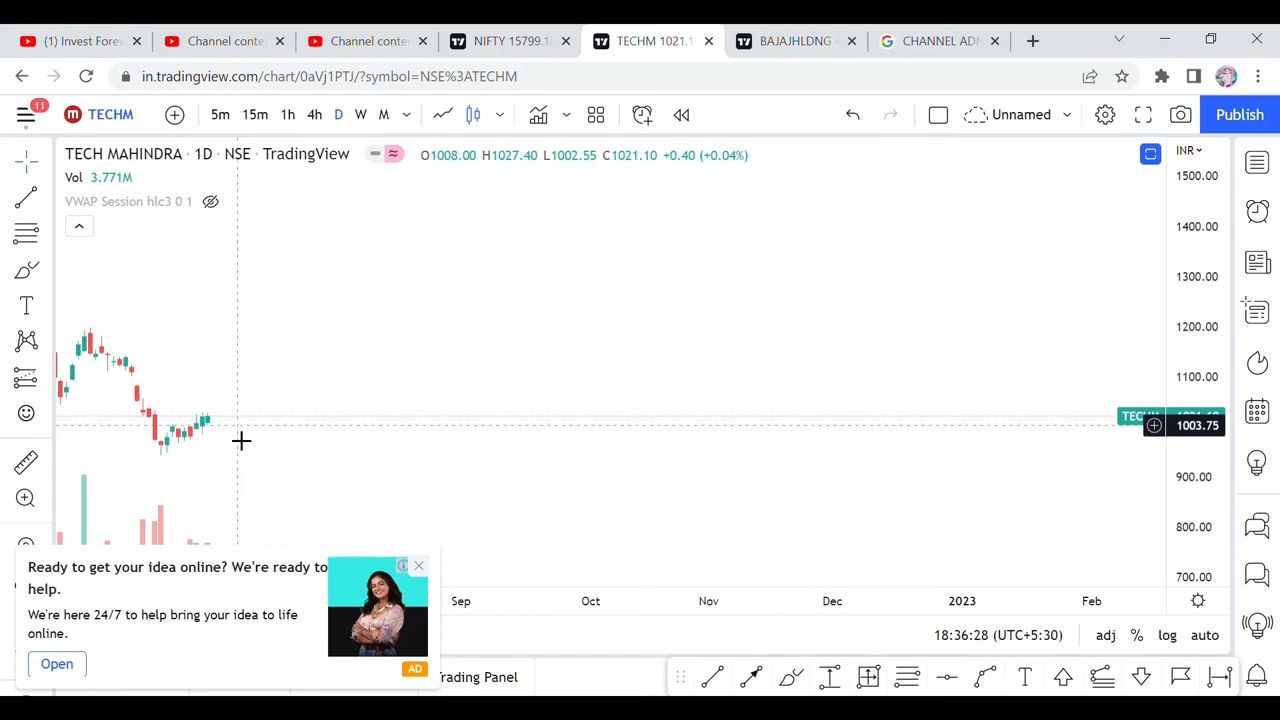 (1) Invest Forev
Channel conte
Channel conte
NIFTY 15799.10
TECHM 1021.1
BAJAJHLDNG
CHANNEL ADN
in.tradingview.com/chart/0aVj1PTJ/?symbol=NSE%3ATECHM
11
TECHM
5m 15m 1h 4h D W M
Unnamed
Publish
TECH MAHINDRA · 1D · NSE · TradingView
O1008.00 H1027.40 L1002.55 C1021.10 +0.40 (+0.04%)
INR
Vol 3.771M
VWAP Session hlc3 0 1
1500.00
1400.00
1300.00
1200.00
1100.00
1003.75
900.00
800.00
700.00
Ready to get your idea online? We're ready to
help.
We're here 24/7 to help bring your idea to life
online.
Open
AD
Sep Oct Nov Dec 2023 Feb
18:36:28 (UTC+5:30) adj % log auto
rading Panel